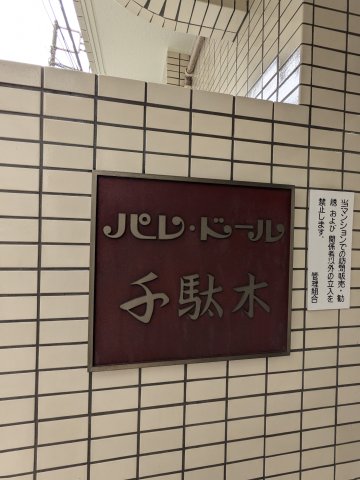 パレ・ドール
千駄木
当マンションでの訪問販売・勧
誘 および 関係者以外の立入を
禁止します。
管理組合